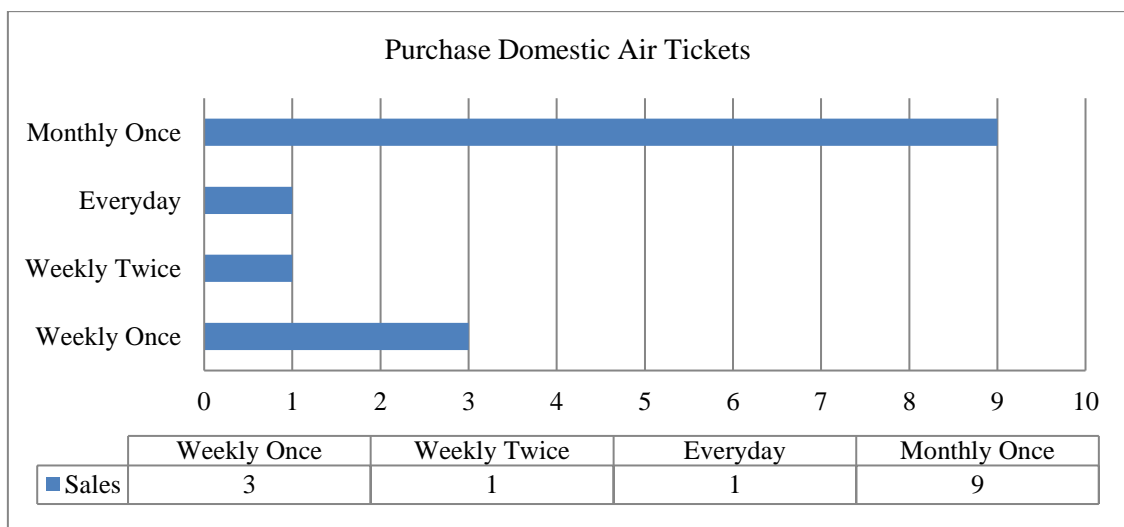 Purchase Domestic Air Tickets
Monthly Once
Everyday
Weekly Twice
Weekly Once
0 1 2 3 4 5 6 7 8 9 10
Weekly Once Weekly Twice Everyday Monthly Once
Sales 3 1 1 9